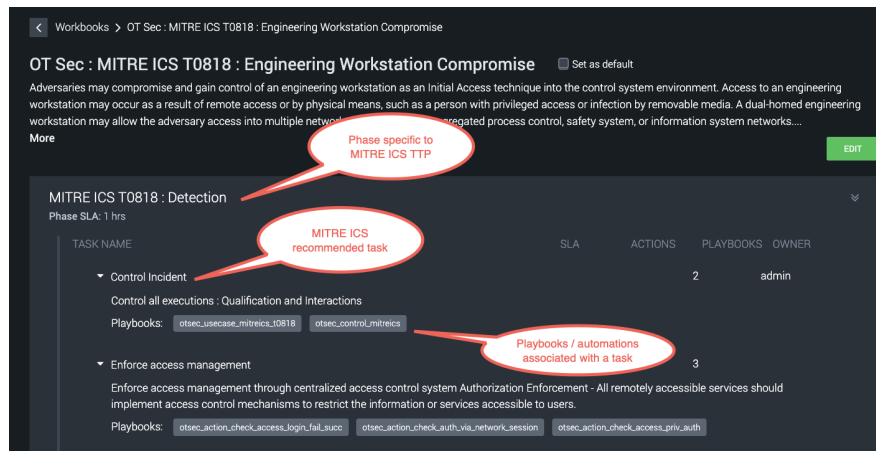 Workbooks > OT Sec : MITRE ICS T0818 : Engineering Workstation Compromise
OT Sec : MITRE ICS T0818 : Engineering Workstation Compromise Set as default
Adversaries may compromise and gain control of an engineering workstation as an Initial Access technique into the control system environment. Access to an engineering
workstation may occur as a result of remote access or by physical means, such as a person with privileged access or infection by removable media. A dual-homed engineering
workstation may allow the adversary access into multiple networ egregated process control, safety system, or information system networks....
More
Phase specific to
MITRE ICS TTP
EDIT
MITRE ICS T0818 : Detection
Phase SLA: 1 hrs
MITRE ICS
recommended task
TASK NAME SLA ACTIONS PLAYBOOKS OWNER
Control Incident 2 admin
Control all executions : Qualification and Interactions
Playbooks: otsec_usecase_mitreics_t0818 otsec_control_mitreics
Playbooks / automations
associated with a task
Enforce access management 3
Enforce access management through centralized access control system Authorization Enforcement - All remotely accessible services should
implement access control mechanisms to restrict the information or services accessible to users.
Playbooks: otsec_action_check_access_login_fail_succ otsec_action_check_auth_via_network_session otsec_action_check_access_priv_auth